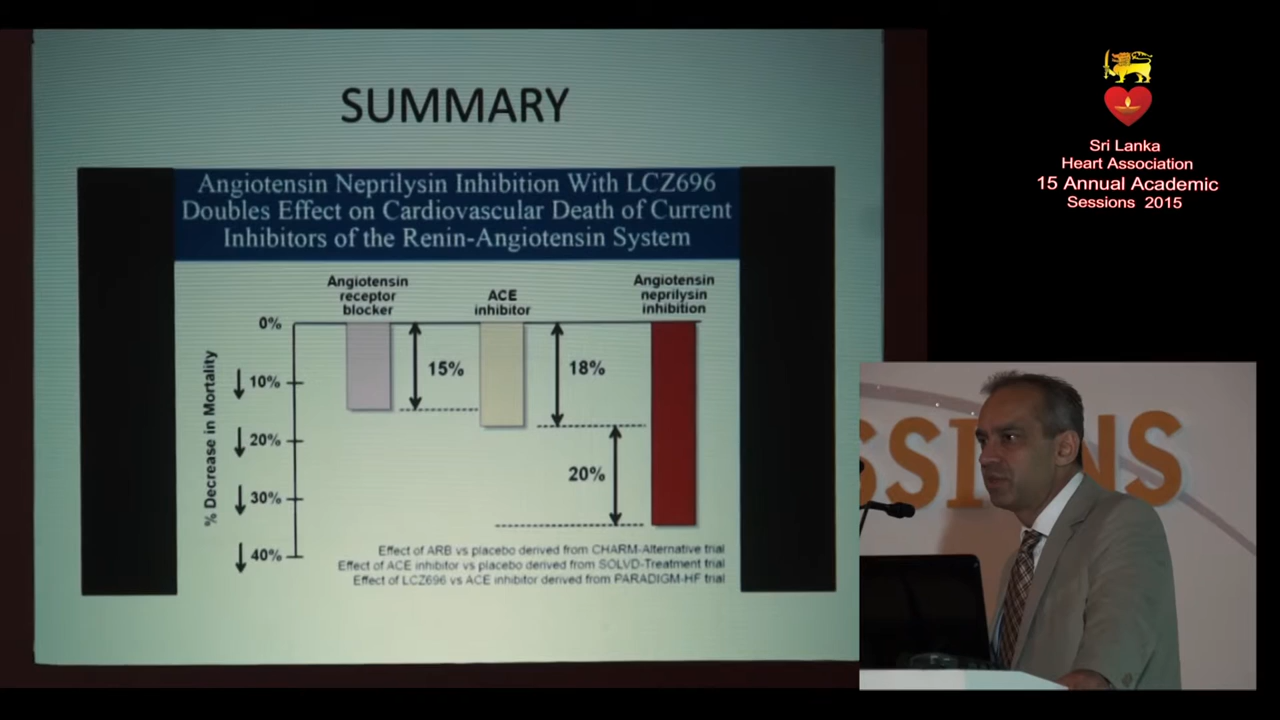 SUMMARY
Angiotensin Neprilysin Inhibition With LCZ696
Doubles Effect on Cardiovascular Death of Current
Inhibitors of the Renin-Angiotensin System
Angiotensin
receptor
blocker
ACE
inhibitor
Angiotensin
neprilysin
inhibition
0%
10%
20%
30%
40%
% Decrease in Mortality
15%
18%
20%
Effect of ARB vs placebo derived from CHARM-Alternative trial
Effect of ACE inhibitor vs placebo derived from SOLVD-Treatment trial
Effect of LCZ696 vs ACE inhibitor derived from PARADIGM-HF trial
Sri Lanka
Heart Association
15 Annual Academic
Sessions 2015
SSIONS